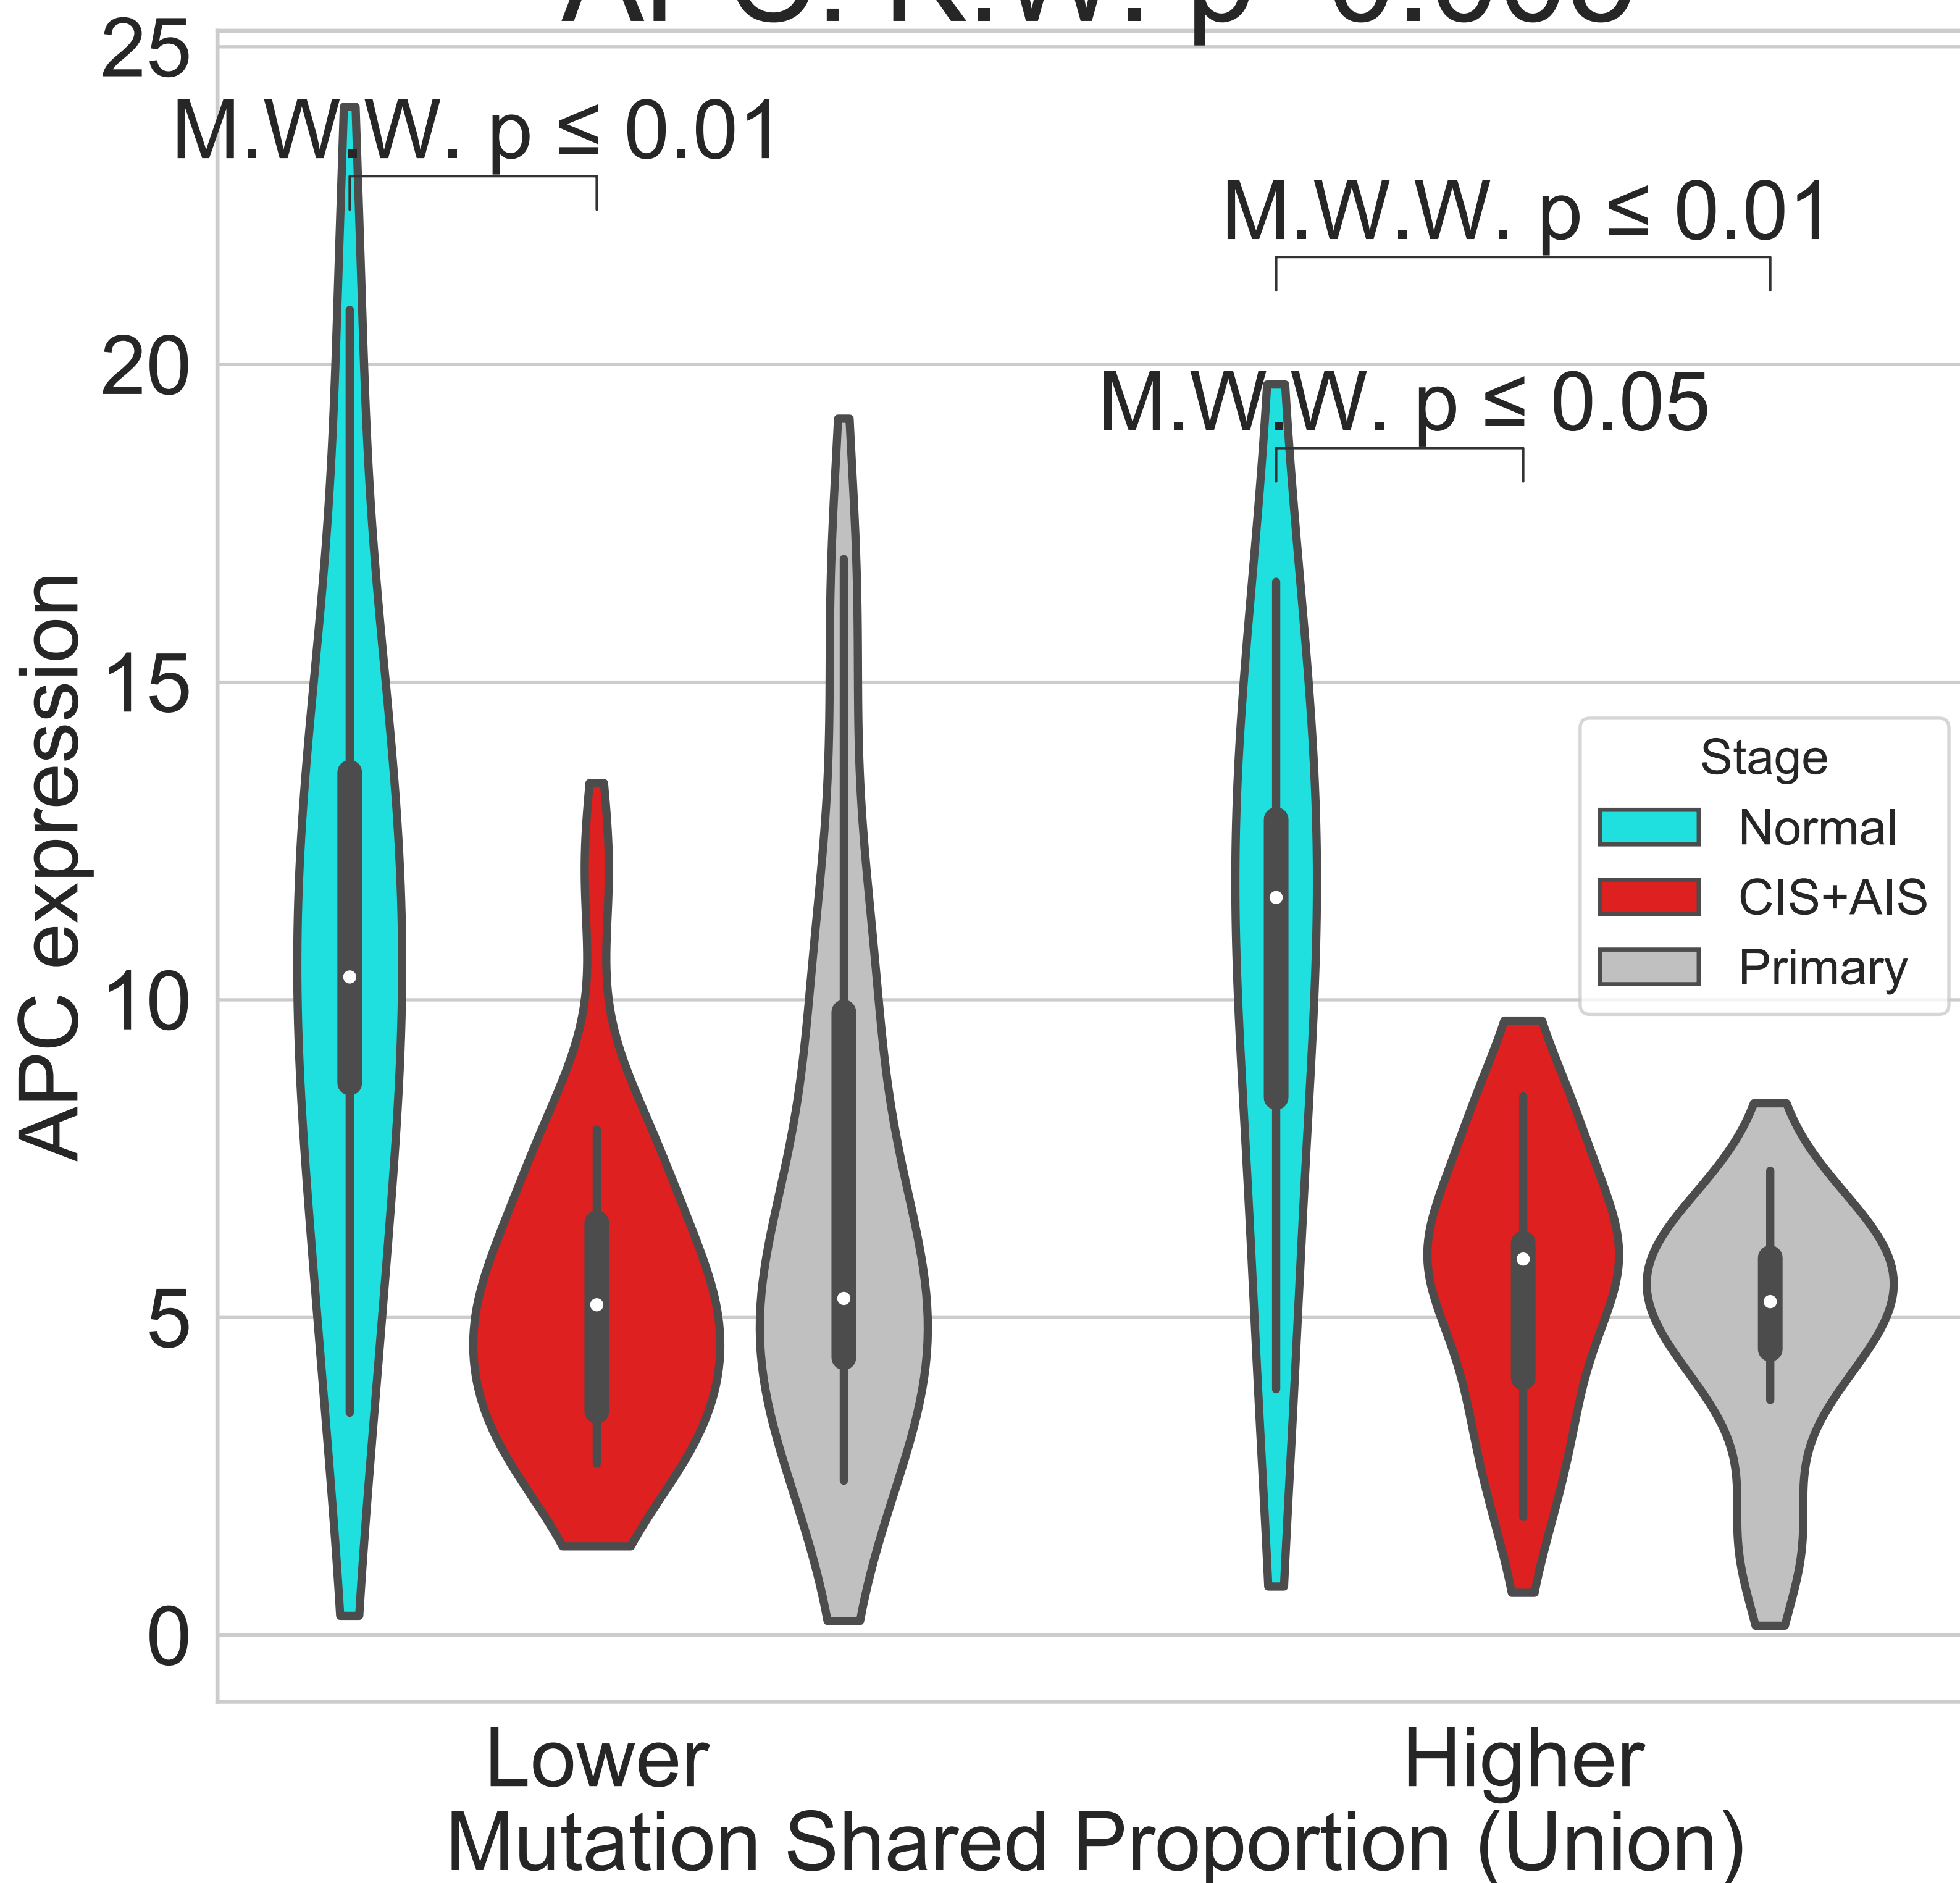 25
M.W.W. p ≤ 0.01
M.W.W. p ≤ 0.01
20
M.W.W. p ≤ 0.05
15
APC expression
Stage
Normal
CIS+AIS
Primary
10
5
0
Lower
Higher
Mutation Shared Proportion (Union)